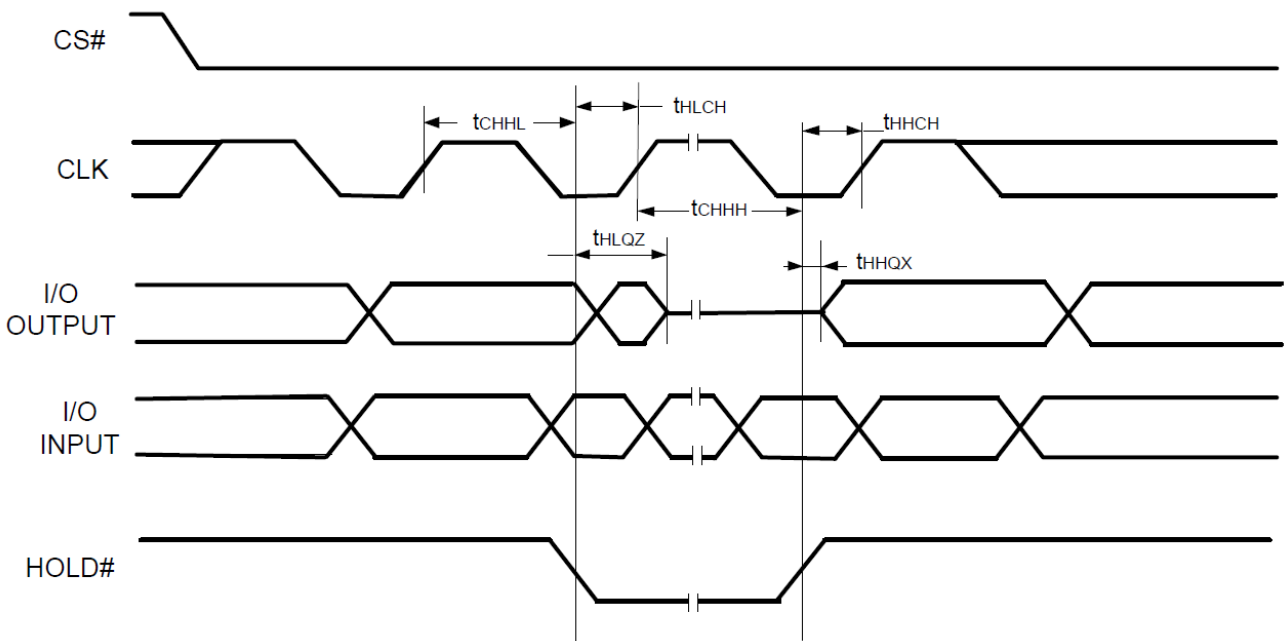 CS#
tCHHL
tHLCH
tHHCH
CLK
tCHHH
tHLQZ
tHHQX
I/O
OUTPUT
I/O
INPUT
HOLD#